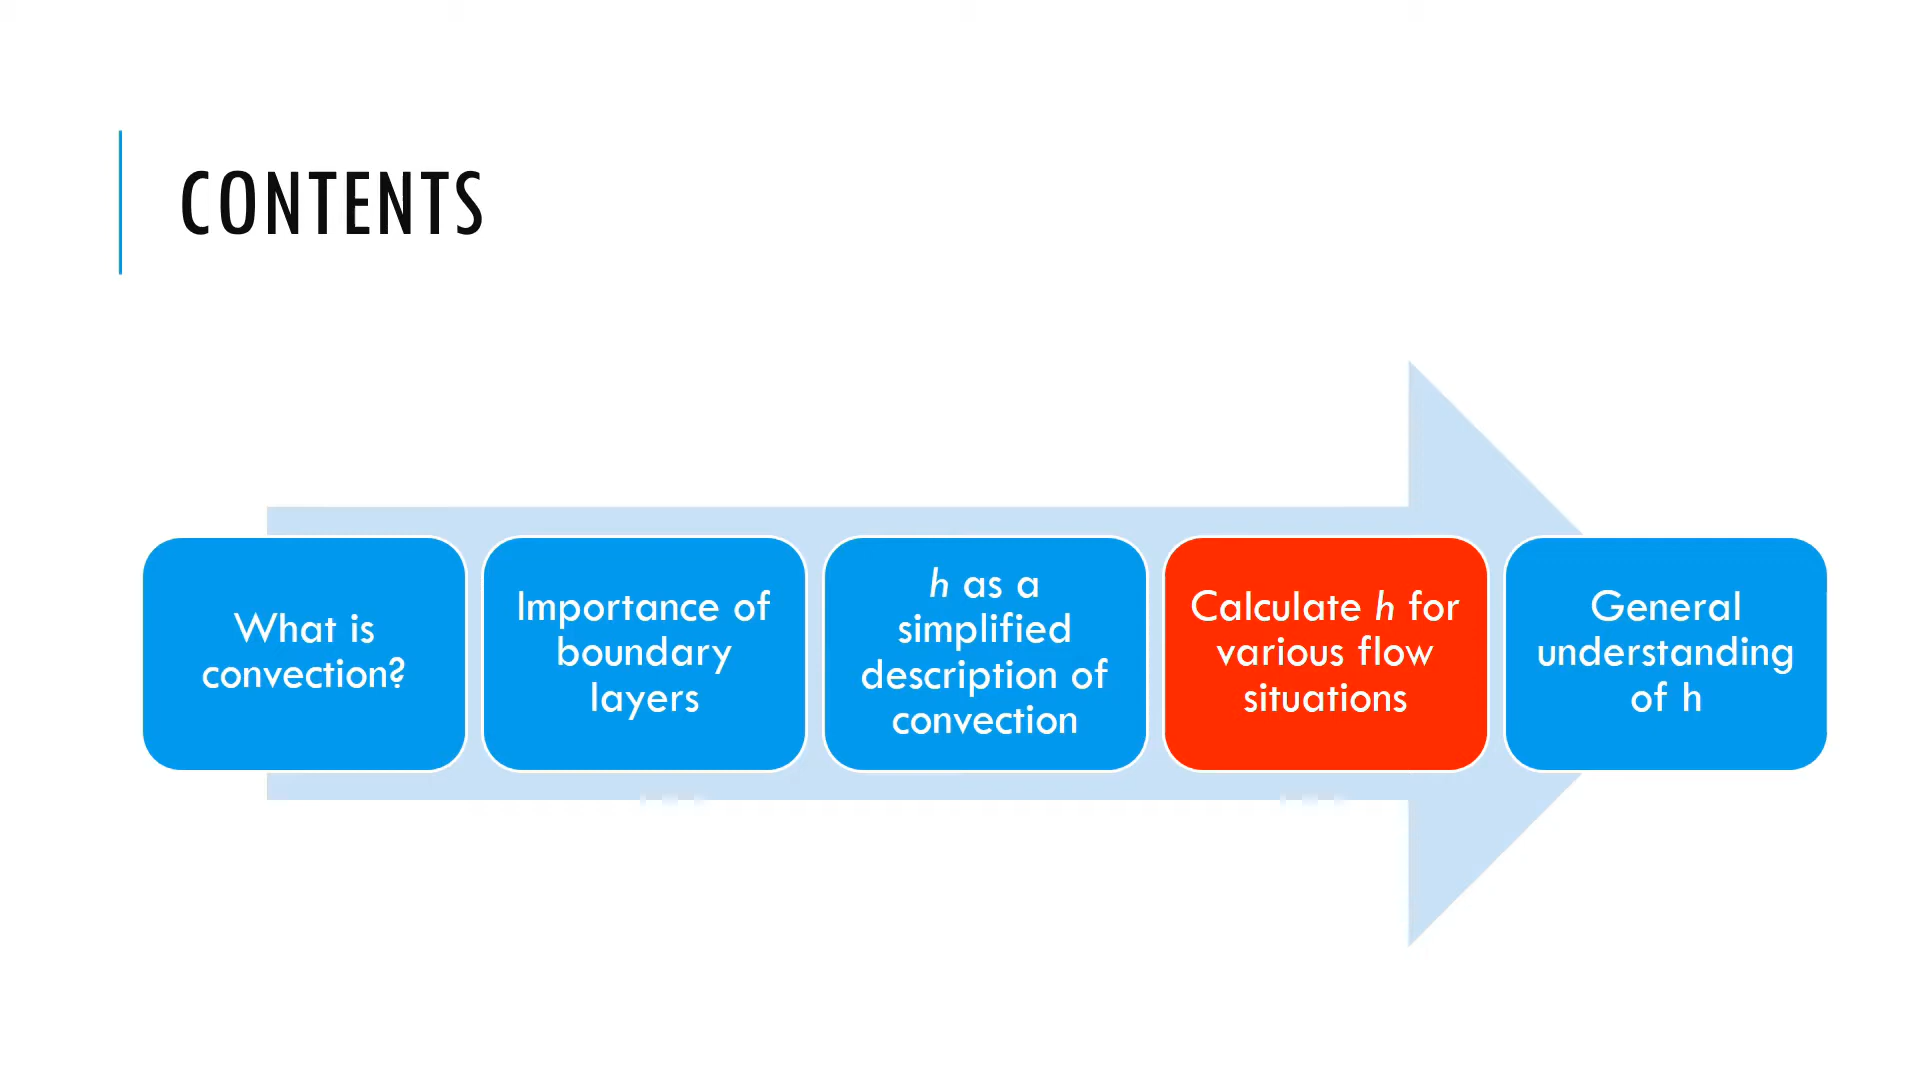 CONTENTS
What is
convection?
Importance of
boundary
layers
h as a
simplified
description of
convection
Calculate h for
various flow
situations
General
understanding
of h